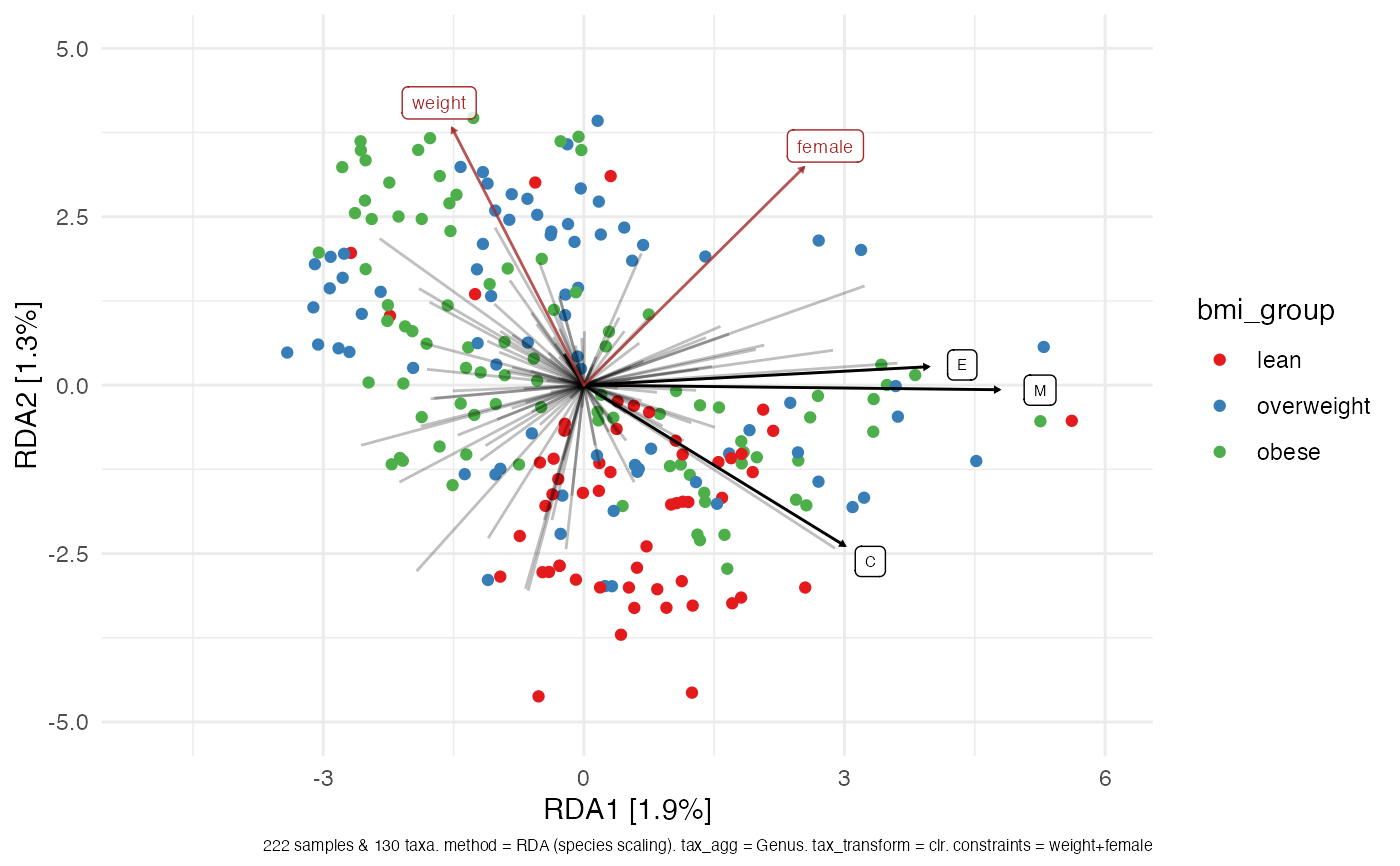 5.0
2.5
0.0
-2.5
-5.0
RDA2 [1.3%]
weight
female
E
M
C
-3
0
3
6
RDA1 [1.9%]
bmi_group
lean
overweight
obese
222 samples & 130 taxa. method = RDA (species scaling). tax_agg = Genus. tax_transform = clr. constraints = weight+female